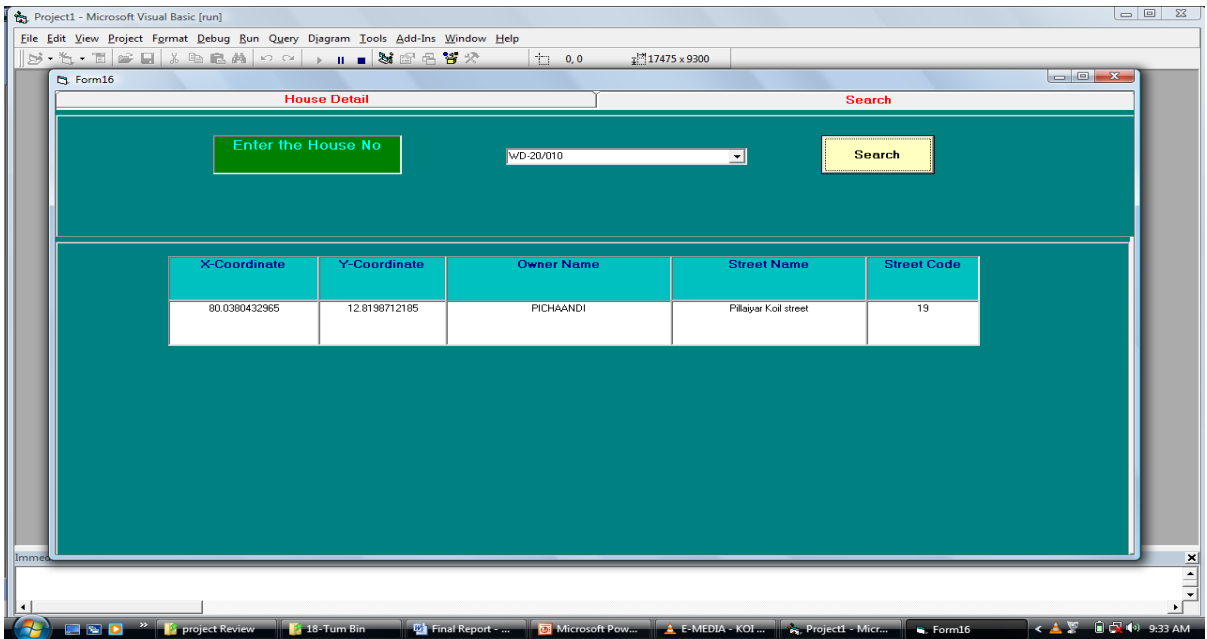 Project1 - Microsoft Visual Basic [run]
File Edit View Project Format Debug Run Query Diagram Tools Add-Ins Window Help
0, 0 17475 x 9300
Form16
House Detail Search
Enter the House No WD-20/010 Search
X-Coordinate Y-Coordinate Owner Name Street Name Street Code
80.0380432965 12.8198712185 PICHAANDI Pillaiyar Koil street 19
Immed
project Review 18-Tum Bin Final Report - ... Microsoft Pow... E-MEDIA - KOI ... Project1 - Micr... Form16 9:33 AM